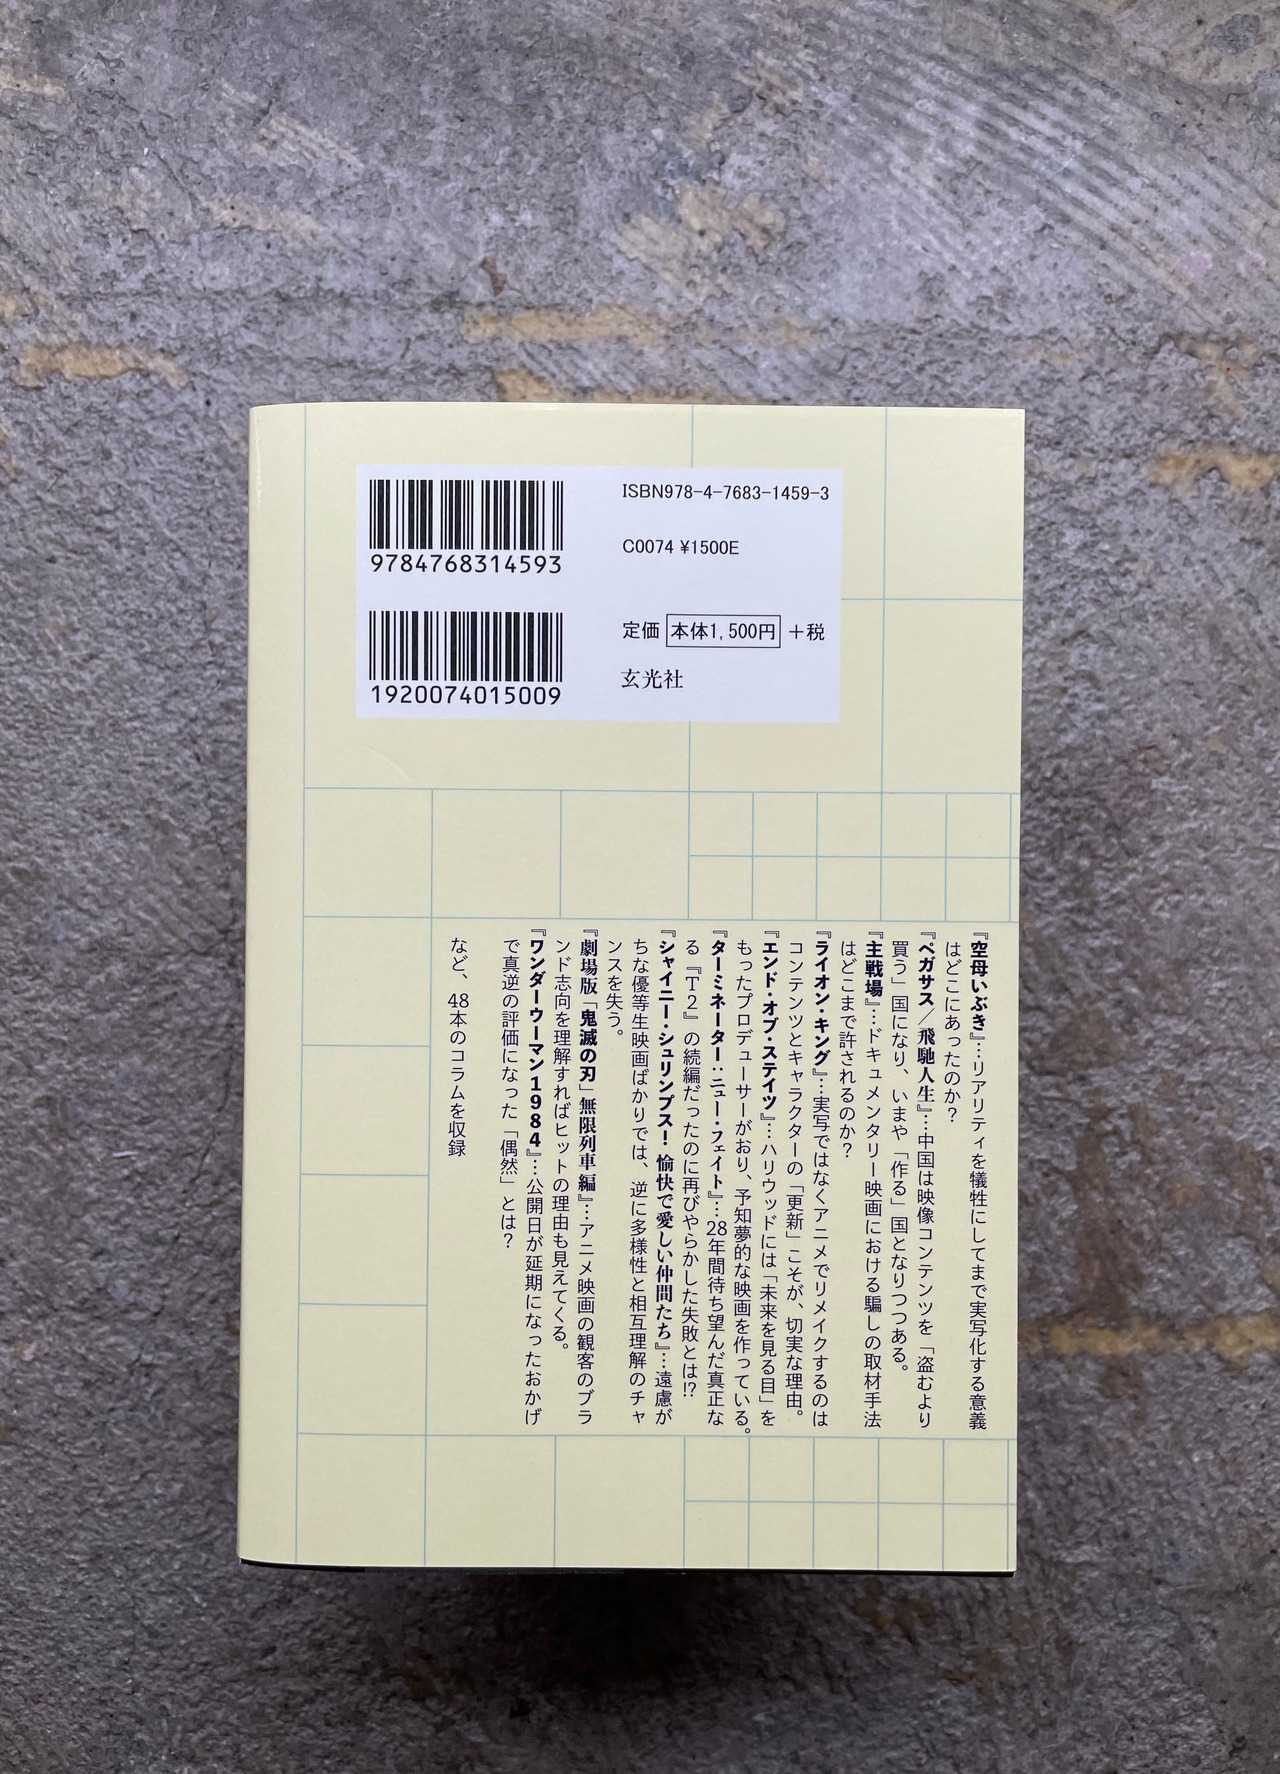 9784768314593
1920074015009
ISBN978-4-7683-1459-3
C0074 ¥1500E
定価 本体1,500円 +税
玄光社
『空母いぶき』…リアリティを犠牲にしてまで実写化する意義
はどこにあったのか?
『ペガサス／飛馳人生』…中国は映像コンテンツを「盗むより
買う」国になり、いまや「作る」国となりつつある。
『主戦場』…ドキュメンタリー映画における騙しの取材手法
はどこまで許されるのか?
『ライオン・キング』…実写ではなくアニメでリメイクするのは
コンテンツとキャラクターの「更新」こそが、切実な理由。
『エンド・オブ・ステイツ』…ハリウッドには「未来を見る目」を
もったプロデューサーがおり、予知夢的な映画を作っている。
『ターミネーター:ニュー・フェイト』…28年間待ち望んだ真正な
る『T2』の続編だったのに再びやらかした失敗とは!?
『シャイニー・シュリンプス! 愉快で愛しい仲間たち』…遠慮が
ちな優等生映画ばかりでは、逆に多様性と相互理解のチャ
ンスを失う。
『劇場版「鬼滅の刃」無限列車編』…アニメ映画の観客のブラ
ンド志向を理解すればヒットの理由も見えてくる。
『ワンダーウーマン1984』…公開日が延期になったおかげ
で真逆の評価になった「偶然」とは?
など、48本のコラムを収録